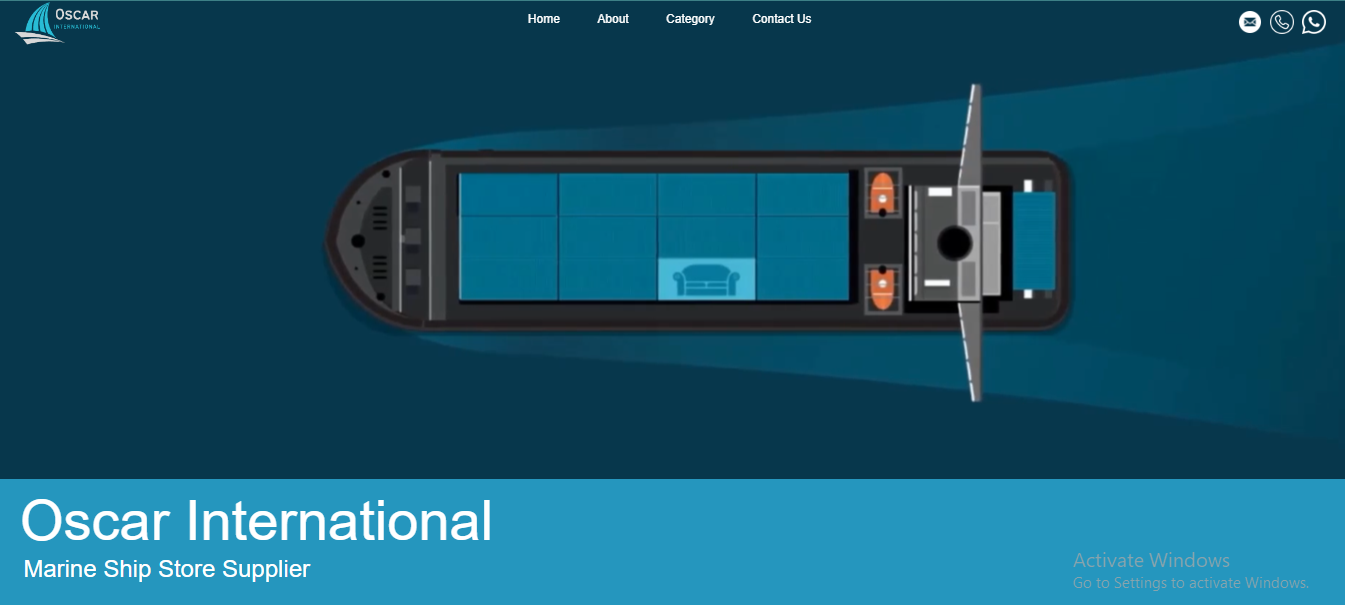 Oscar
INTERNATIONAL
Home About Category Contact Us
Oscar International
Marine Ship Store Supplier
Activate Windows
Go to Settings to activate Windows.